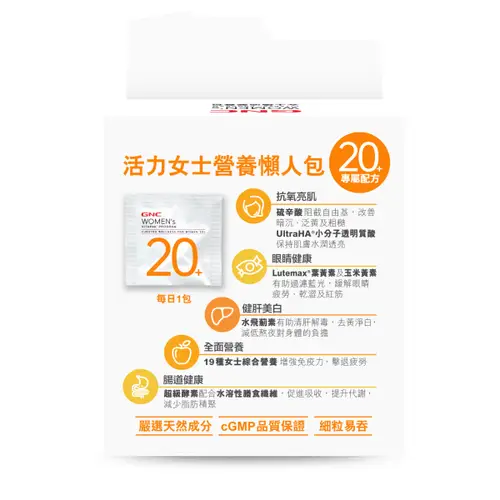 活力女士營養懶人包
20+
專屬配方
GNC
WOMEN's
20+
每日1包
抗氧亮肌
硫辛酸阻截自由基，改善
暗沉、泛黃及粗糙
UltraHA®小分子透明質酸
保持肌膚水潤透亮
眼睛健康
Lutemax®葉黃素及玉米黃素
有助過濾藍光，緩解眼睛
疲勞、乾澀及紅筋
健肝美白
水飛薊素有助清肝解毒，去黃淨白，
減低熬夜對身體的負擔
全面營養
19種女士綜合營養 增強免疫力，擊退疲勞
腸道健康
超級酵素配合水溶性膳食纖維，促進吸收，提升代謝，
減少脂肪積聚
嚴選天然成分 cGMP品質保證 細粒易吞